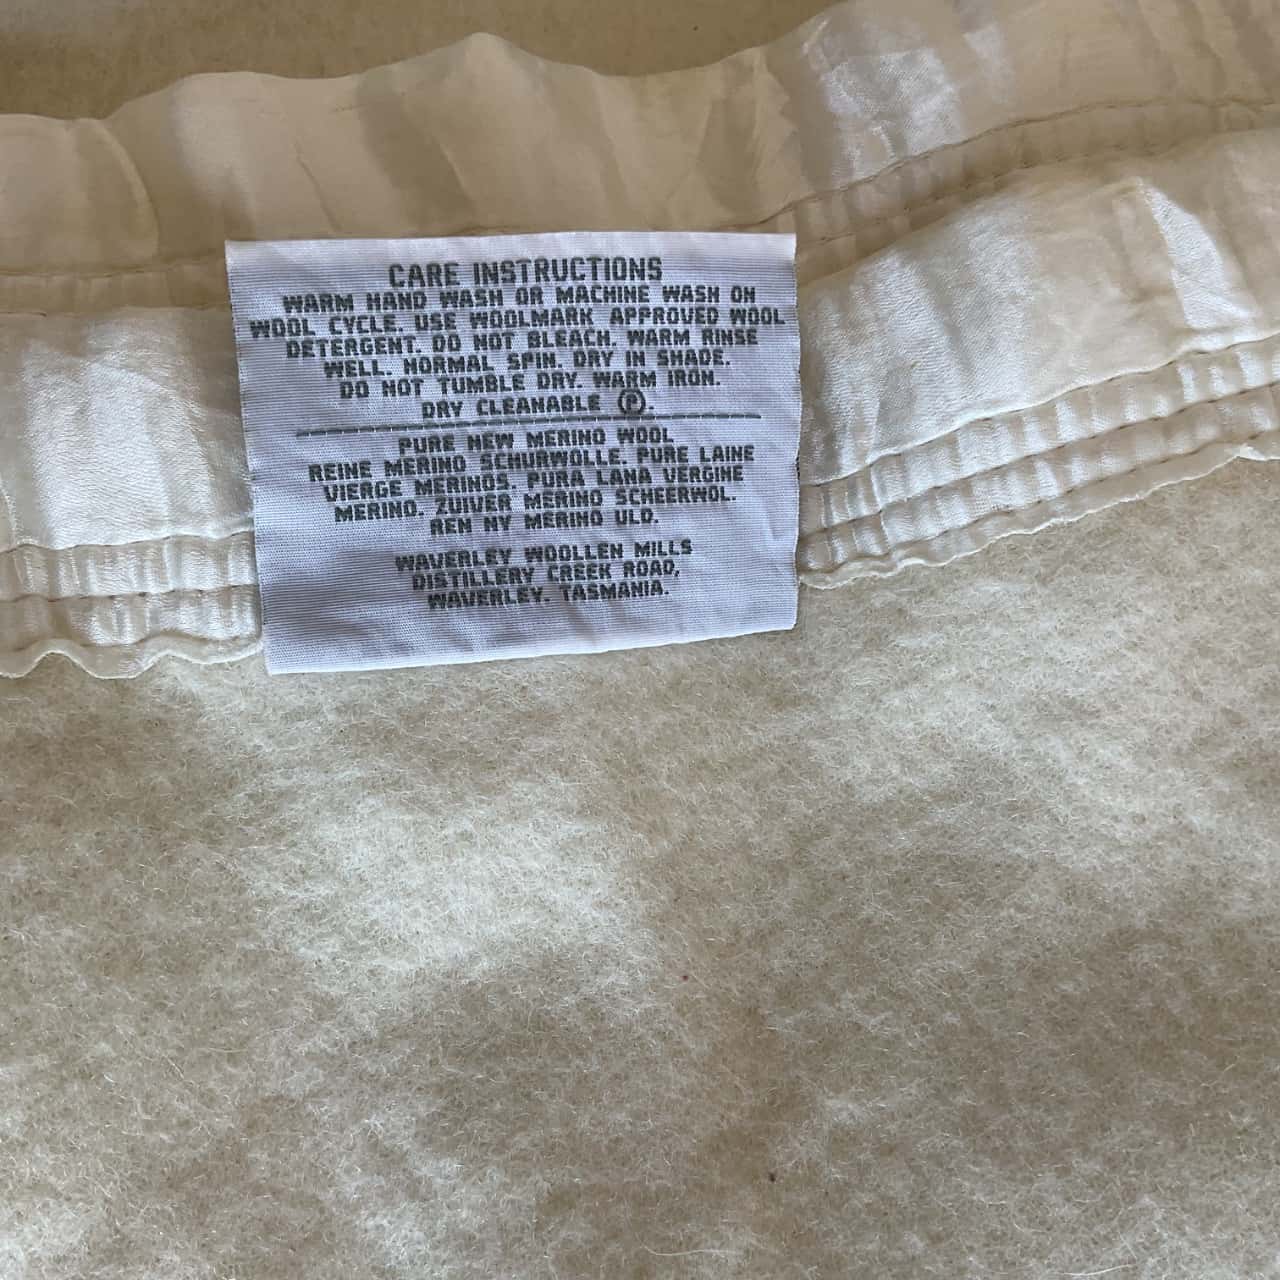 CARE INSTRUCTIONS
WARM HAND WASH OR MACHINE WASH ON
WOOL CYCLE. USE WOOLMARK APPROVED WOOL
DETERGENT. DO NOT BLEACH. WARM RINSE
WELL. NORMAL SPIN. DRY IN SHADE.
DO NOT TUMBLE DRY. WARM IRON.
DRY CLEANABLE Ⓟ.
PURE NEW MERINO WOOL
REINE MERINO SCHURWOLLE. PURE LAINE
VIERGE MERINOS. PURA LANA VERGINE
MERINO. ZUIVER MERINO SCHEERWOL.
REN NY MERINO ULD.
WAVERLEY WOOLLEN MILLS
DISTILLERY CREEK ROAD,
WAVERLEY. TASMANIA.